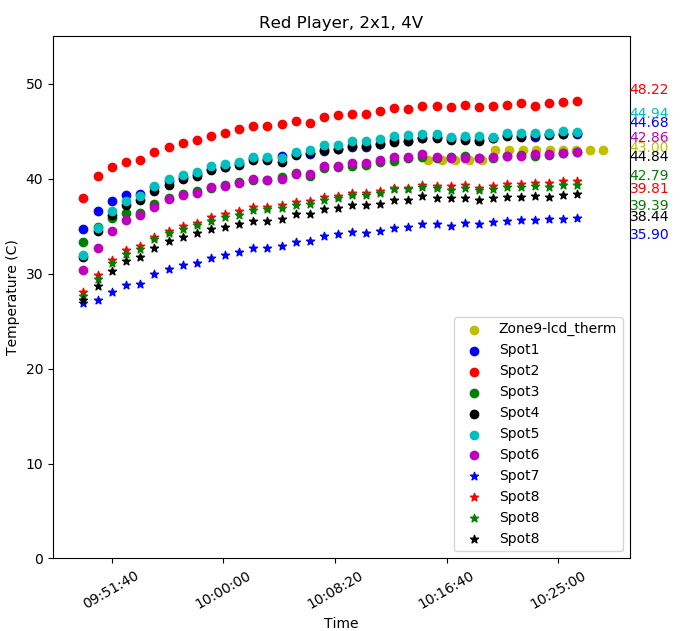 Red Player, 2x1, 4V
Temperature (C)
50
40
30
20
10
0
48.22
44.94
44.68
42.86
43.00
44.84
42.79
39.81
39.39
38.44
35.90
Zone9-lcd_therm
Spot1
Spot2
Spot3
Spot4
Spot5
Spot6
Spot7
Spot8
Spot8
Spot8
09:51:40
10:00:00
10:08:20
10:16:40
10:25:00
Time